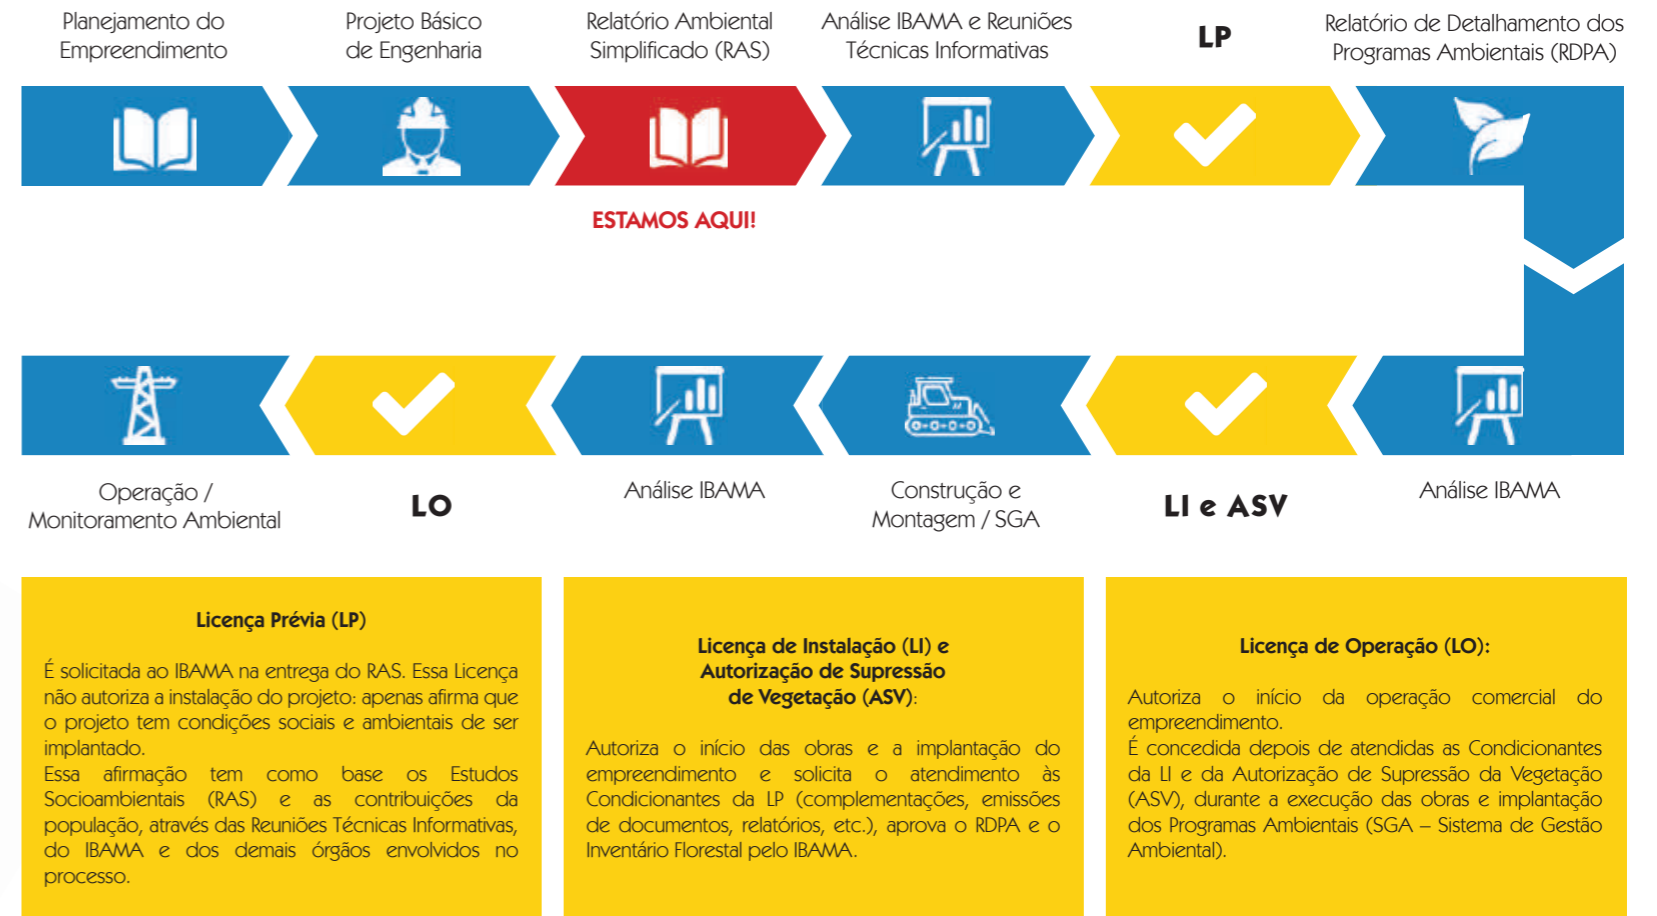 Planejamento do
Empreendimento
Projeto Básico
de Engenharia
Relatório Ambiental
Simplificado (RAS)
Análise IBAMA e Reuniões
Técnicas Informativas
LP
Relatório de Detalhamento dos
Programas Ambientais (RDPA)
ESTAMOS AQUI!
Operação /
Monitoramento Ambiental
LO
Análise IBAMA
Construção e
Montagem / SGA
LI e ASV
Análise IBAMA
Licença Prévia (LP)
É solicitada ao IBAMA na entrega do RAS. Essa Licença
não autoriza a instalação do projeto: apenas afirma que
o projeto tem condições sociais e ambientais de ser
implantado.
Essa afirmação tem como base os Estudos
Socioambientais (RAS) e as contribuições da
população, através das Reuniões Técnicas Informativas,
do IBAMA e dos demais órgãos envolvidos no
processo.
Licença de Instalação (LI) e
Autorização de Supressão
de Vegetação (ASV):
Autoriza o início das obras e a implantação do
empreendimento e solicita o atendimento às
Condicionantes da LP (complementações, emissões
de documentos, relatórios, etc.), aprova o RDPA e o
Inventário Florestal pelo IBAMA.
Licença de Operação (LO):
Autoriza o início da operação comercial do
empreendimento.
É concedida depois de atendidas as Condicionantes
da LI e da Autorização de Supressão da Vegetação
(ASV), durante a execução das obras e implantação
dos Programas Ambientais (SGA – Sistema de Gestão
Ambiental).